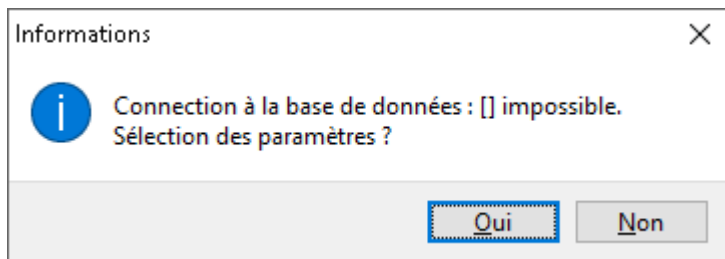 Informations
Connection à la base de données : [] impossible.
Sélection des paramètres ?
Oui
Non